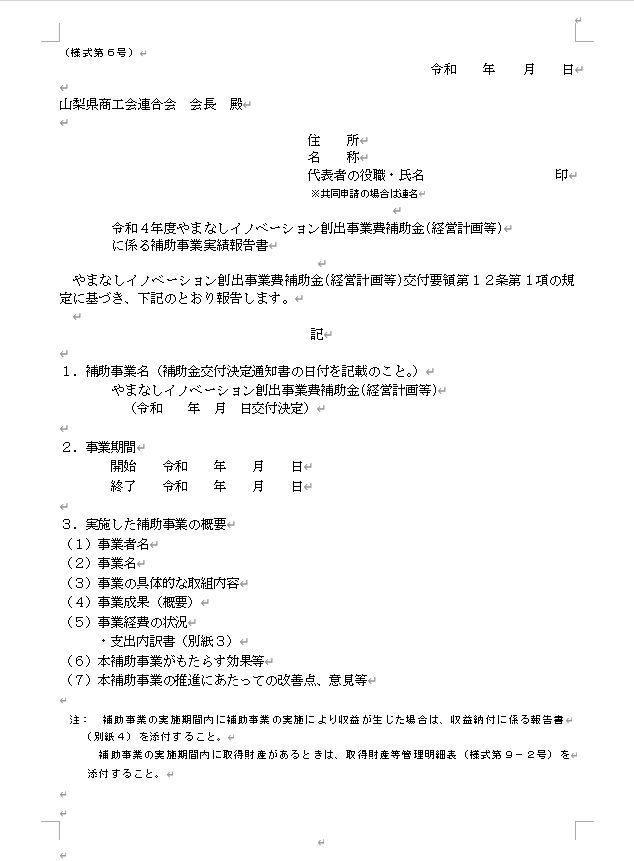 （様式第６号）
令和　　年　　月　　日
山梨県商工会連合会　会長　殿
住　　所
名　　称
代表者の役職・氏名　　　　　　　　　　印
※共同申請の場合は連名
令和４年度やまなしイノベーション創出事業費補助金(経営計画等)
に係る補助事業実績報告書
やまなしイノベーション創出事業費補助金(経営計画等)交付要領第１２条第１項の規
定に基づき、下記のとおり報告します。
記
１．補助事業名（補助金交付決定通知書の日付を記載のこと。）
やまなしイノベーション創出事業費補助金(経営計画等)
（令和　　年　月　日交付決定）
２．事業期間
開始　　令和　　年　　月　　日
終了　　令和　　年　　月　　日
３．実施した補助事業の概要
（１）事業者名
（２）事業名
（３）事業の具体的な取組内容
（４）事業成果（概要）
（５）事業経費の状況
・支出内訳書（別紙３）
（６）本補助事業がもたらす効果等
（７）本補助事業の推進にあたっての改善点、意見等
注：　補助事業の実施期間内に補助事業の実施により収益が生じた場合は、収益納付に係る報告書
（別紙４）を添付すること。
補助事業の実施期間内に取得財産があるときは、取得財産等管理明細表（様式第９－２号）を
添付すること。